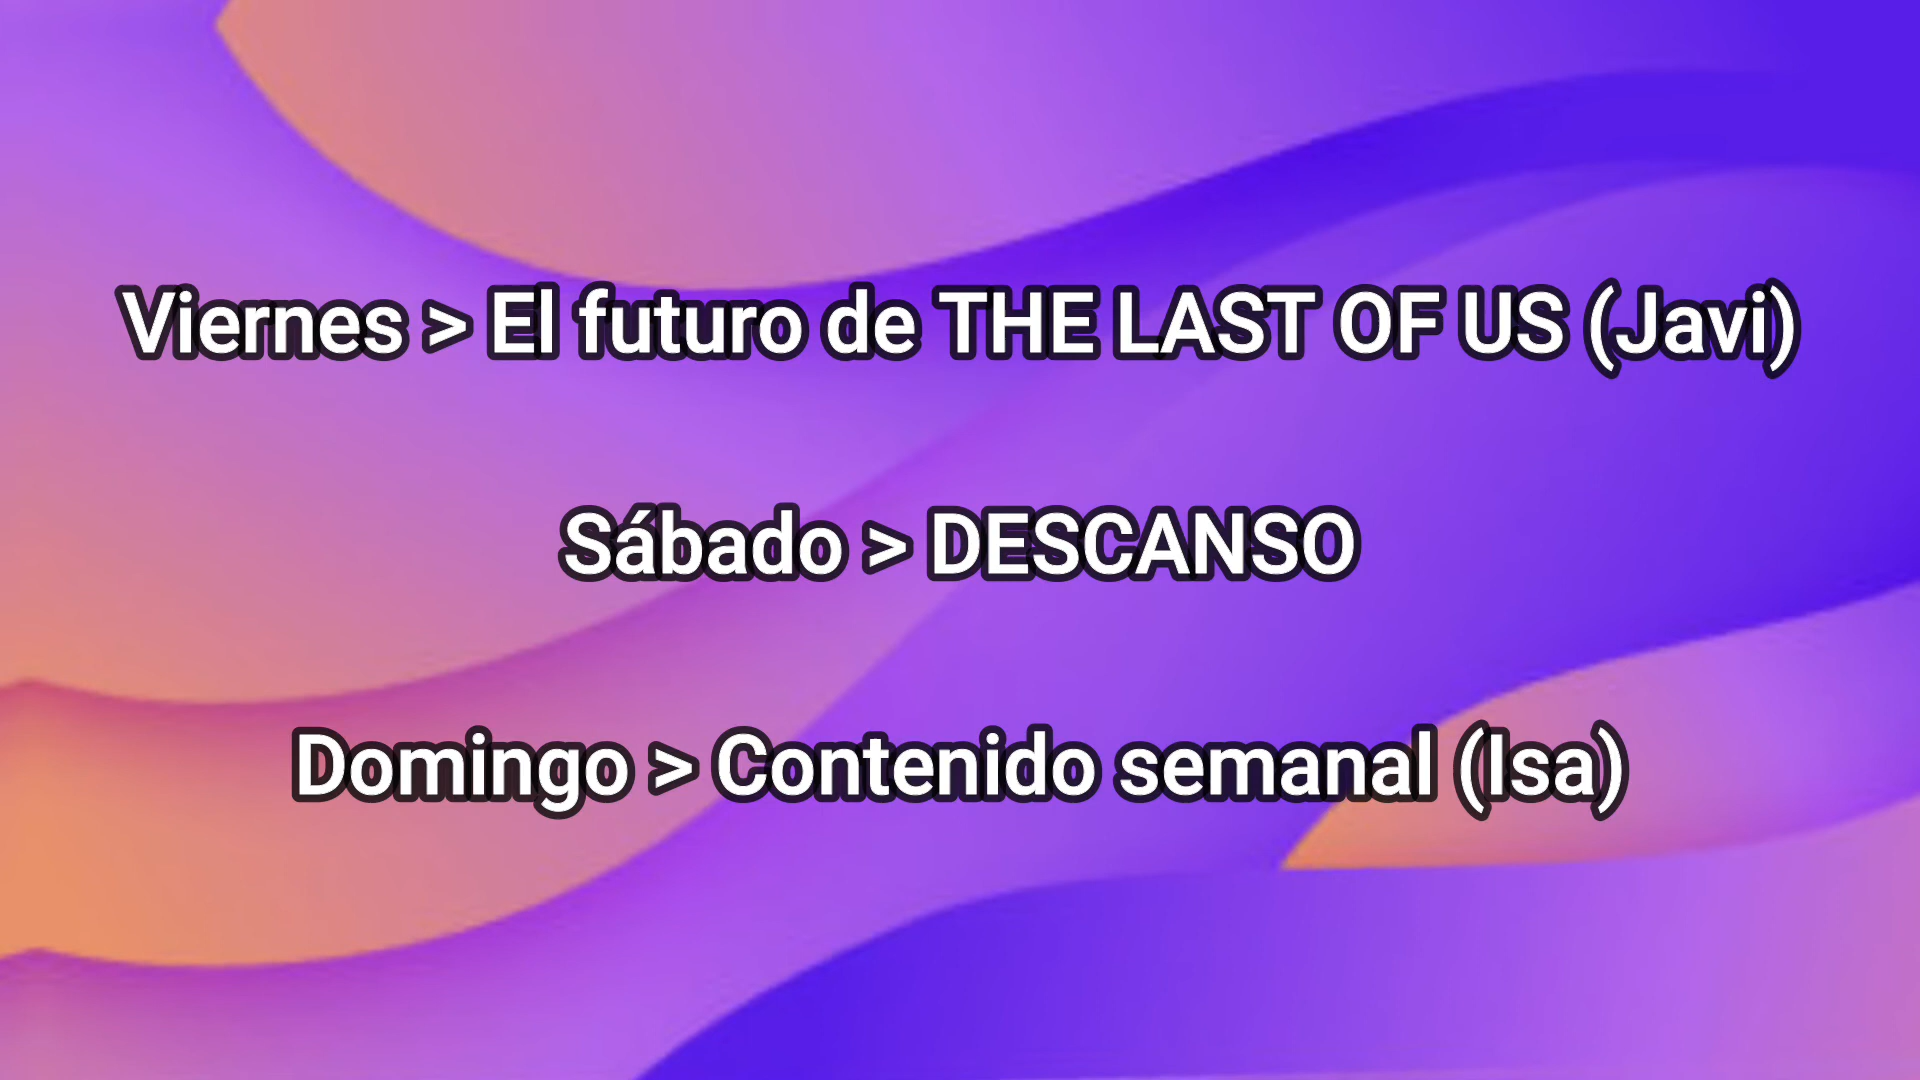 Viernes > El futuro de THE LAST OF US (Javi)
Sábado > DESCANSO
Domingo > Contenido semanal (Isa)